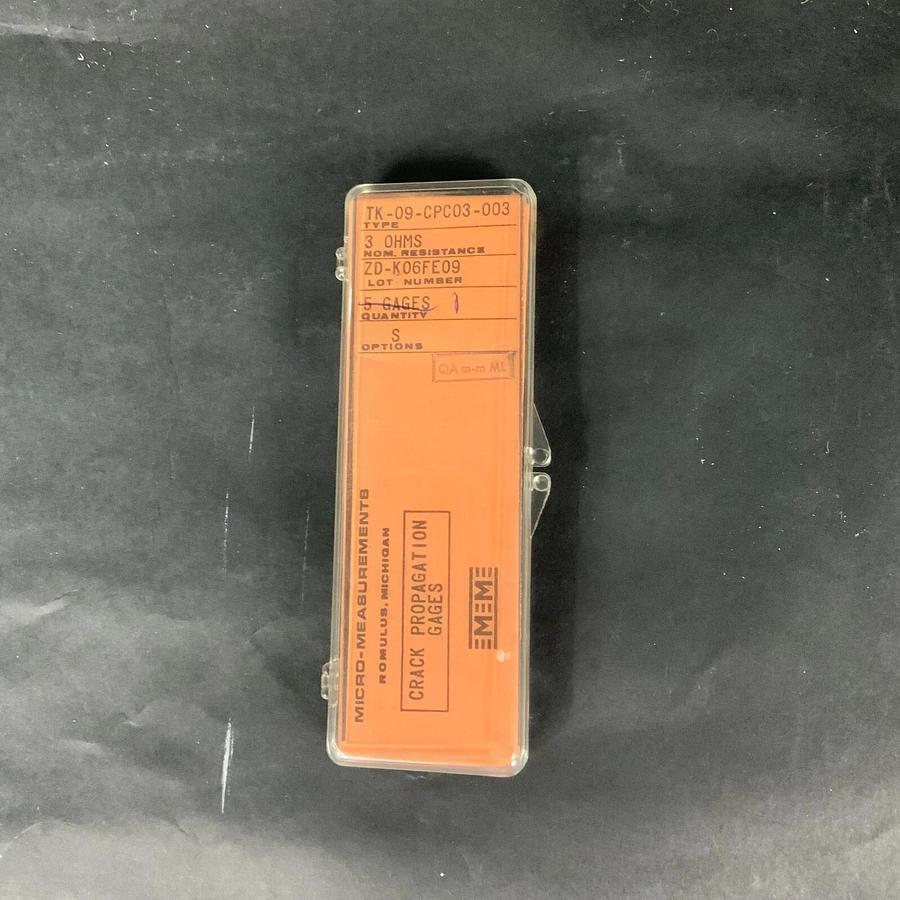 TK-09-CPC03-003
TYPE
3 OHMS
NOM. RESISTANCE
ZD-K06FE09
LOT NUMBER
5 GAGES 1
QUANTITY
S
OPTIONS
QA m-m ML
MICRO-MEASUREMENTS
ROMULUS, MICHIGAN
CRACK PROPAGATION
GAGES
M M